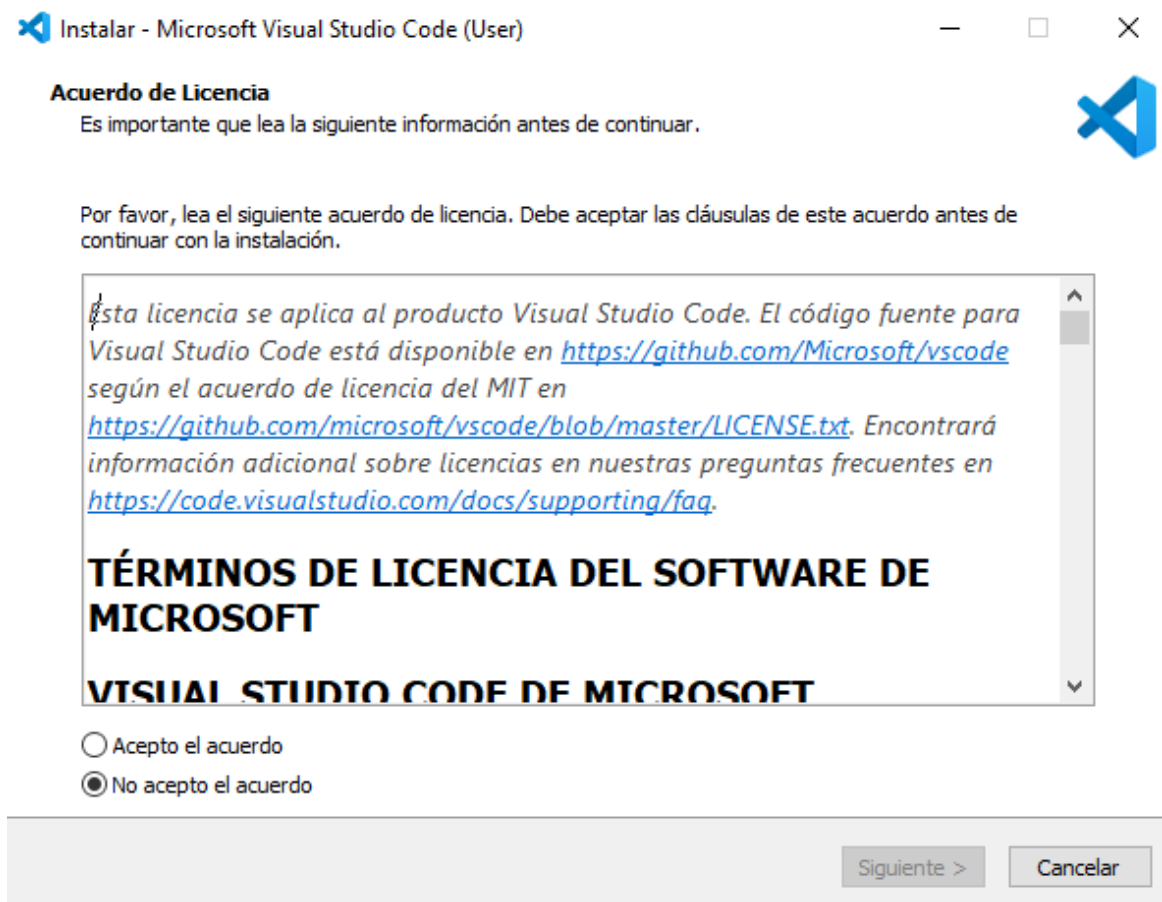 Instalar - Microsoft Visual Studio Code (User)
Acuerdo de Licencia
Es importante que lea la siguiente información antes de continuar.
Por favor, lea el siguiente acuerdo de licencia. Debe aceptar las cláusulas de este acuerdo antes de
continuar con la instalación.
Esta licencia se aplica al producto Visual Studio Code. El código fuente para
Visual Studio Code está disponible en https://github.com/Microsoft/vscode
según el acuerdo de licencia del MIT en
https://github.com/microsoft/vscode/blob/master/LICENSE.txt. Encontrará
información adicional sobre licencias en nuestras preguntas frecuentes en
https://code.visualstudio.com/docs/supporting/faq.
TÉRMINOS DE LICENCIA DEL SOFTWARE DE
MICROSOFT
VISUAL STUDIO CODE DE MICROSOFT
Acepto el acuerdo
No acepto el acuerdo
Siguiente >
Cancelar